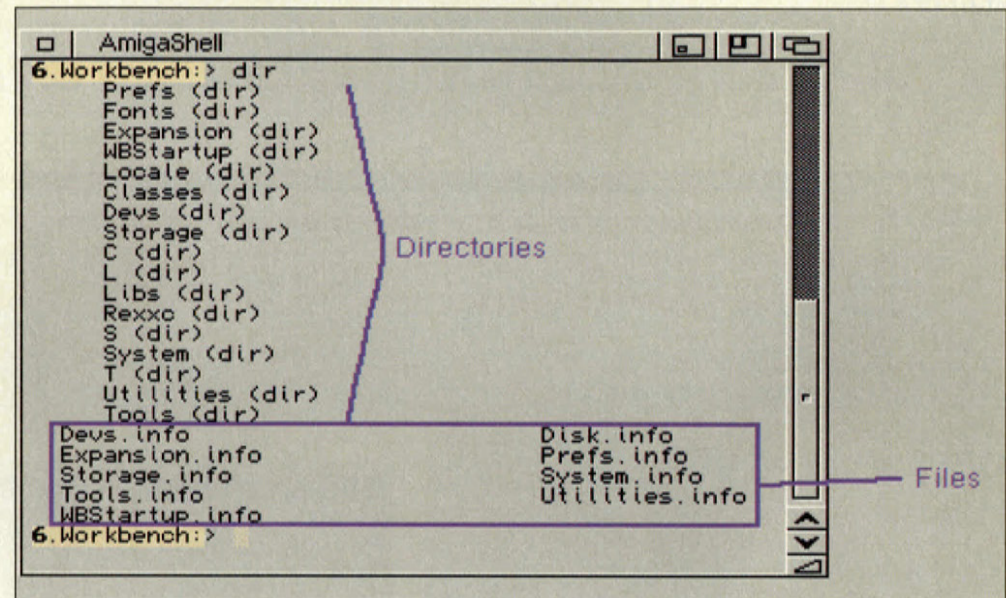 AmigaShell
6.Workbench:> dir
Prefs (dir)
Fonts (dir)
Expansion (dir)
WBStartup (dir)
Locale (dir)
Classes (dir)
Devs (dir)
Storage (dir)
Directories
C (dir)
L (dir)
Libs (dir)
Rexxc (dir)
S (dir)
System (dir)
T (dir)
Utilities (dir)
Tools (dir)
Devs.info Disk.info
Expansion.info Prefs.info
Storage.info System.info
Files
Tools.info Utilities.info
WBStartup.info
6.Workbench:>